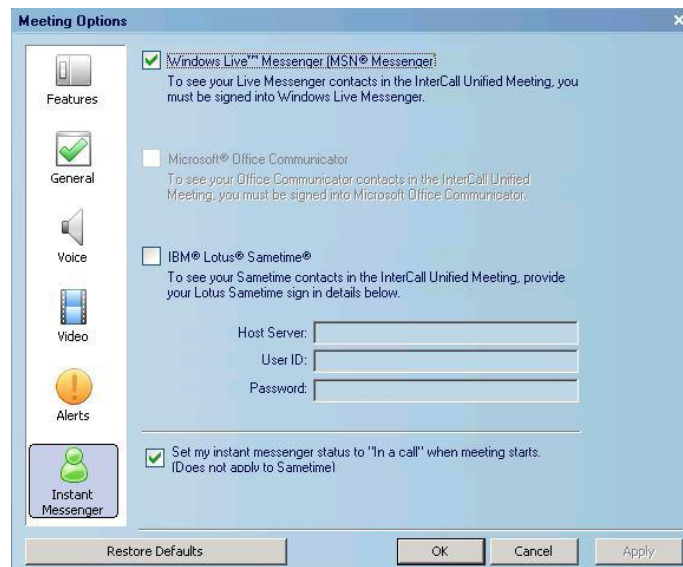 Meeting Options
Features
General
Voice
Video
Alerts
Instant
Messenger
Windows Live™ Messenger (MSN® Messenger)
To see your Live Messenger contacts in the InterCall Unified Meeting, you
must be signed into Windows Live Messenger.
Microsoft® Office Communicator
To see your Office Communicator contacts in the InterCall Unified
Meeting, you must be signed into Microsoft Office Communicator.
IBM® Lotus® Sametime®
To see your Sametime contacts in the InterCall Unified Meeting, provide
your Lotus Sametime sign in details below.
Host Server:
User ID:
Password:
Set my instant messenger status to "In a call" when meeting starts.
(Does not apply to Sametime)
Restore Defaults
OK
Cancel
Apply